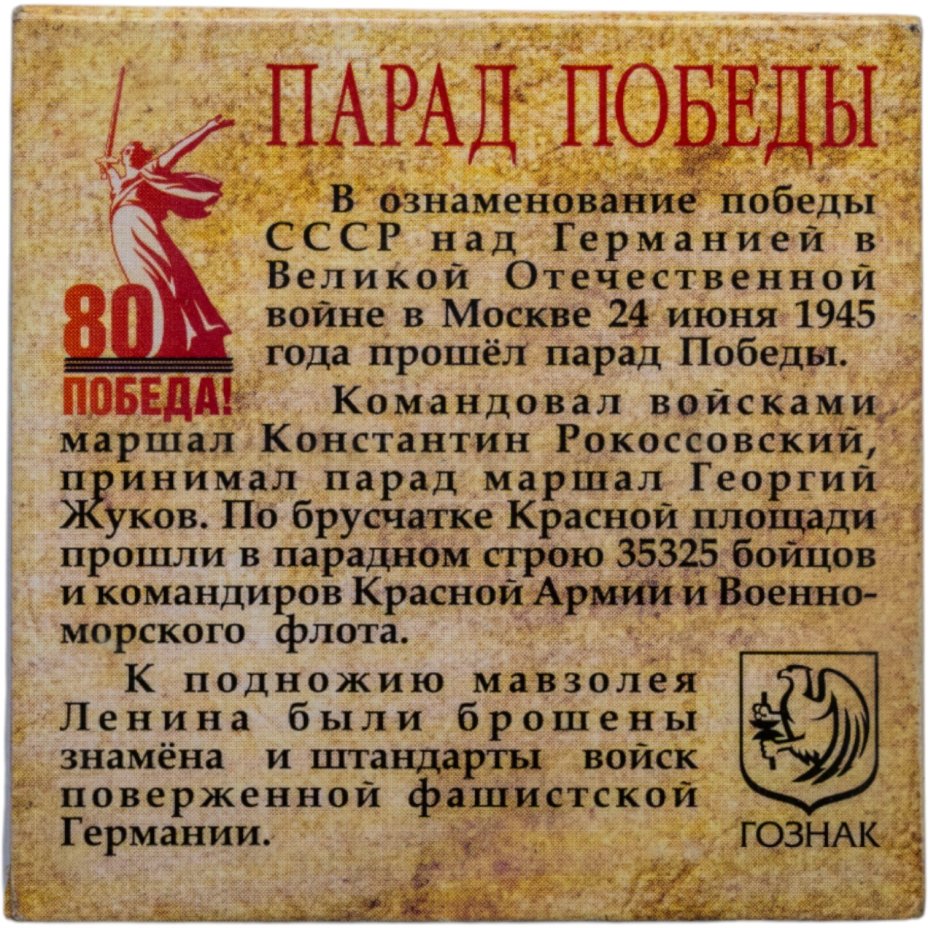 ПАРАД ПОБЕДЫ
В ознаменование победы
СССР над Германией в
Великой Отечественной
войне в Москве 24 июня 1945
года прошёл парад Победы.
80
ПОБЕДА!
Командовал войсками
маршал Константин Рокоссовский,
принимал парад маршал Георгий
Жуков. По брусчатке Красной площади
прошли в парадном строю 35325 бойцов
и командиров Красной Армии и Военно-
морского флота.
К подножию мавзолея
Ленина были брошены
знамёна и штандарты войск
поверженной фашистской
Германии.
ГОЗНАК